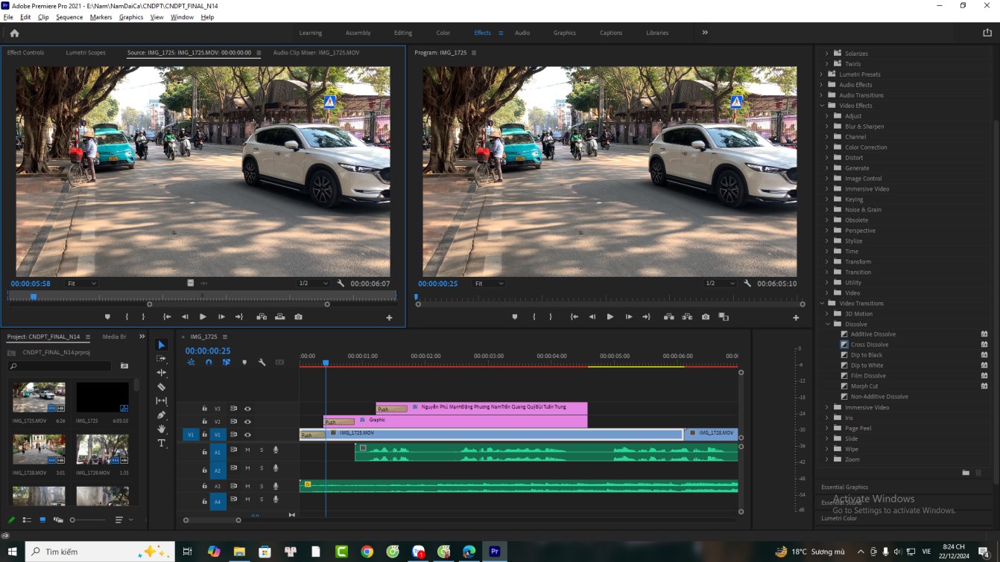 Adobe Premiere Pro 2021 - E:\Nam\NamDaiCa\CNDPT\CNDPT_FINAL_N14
File Edit Clip Sequence Markers Graphics View Window Help
Learning Assembly Editing Color Effects Audio Graphics Captions Libraries
Effect Controls Lumetri Scopes Source: IMG_1725: IMG_1725.MOV: 00:00:00:00 Audio Clip Mixer: IMG_1725.MOV
Program: IMG_1725
00:00:05:58 Fit 1/2 00:00:06:07
00:00:00:25 Fit 1/2 00:06:05:10
Solarizes
Twirls
Lumetri Presets
Audio Effects
Audio Transitions
Video Effects
Adjust
Blur & Sharpen
Channel
Color Correction
Distort
Generate
Image Control
Immersive Video
Keying
Noise & Grain
Obsolete
Perspective
Stylize
Time
Transform
Transition
Utility
Video
Video Transitions
3D Motion
Dissolve
Additive Dissolve
Cross Dissolve
Dip to Black
Dip to White
Film Dissolve
Morph Cut
Non-Additive Dissolve
Immersive Video
Iris
Page Peel
Slide
Wipe
Zoom
Essential Graphics
Essential Sound
Lumetri Color
Activate Windows
Go to Settings to activate Windows.
Project: CNDPT_FINAL_N14 Media Br
CNDPT_FINAL_N14.prproj
IMG_1725.MOV 6:26
IMG_1725 6:05:10
IMG_1728.MOV 3:01
IMG_1729.MOV 1:35
IMG_1725
00:00:00:25
:00:00 00:00:01:00 00:00:02:00 00:00:03:00 00:00:04:00 00:00:05:00 00:00:06:00 00:0
V3 Push Nguyễn Phú MạnhĐặng Phương NamTrần Quang QuýBùi Tuấn Trung
V2 Push Graphic
V1 V1 Push IMG_1725.MOV IMG_1728.MOV
A1 M S
A2 M S
A3 M S
A4 M S
0,0
0
-6
-12
-18
-24
-30
-36
-42
-48
-54
dB
Tìm kiếm
18°C Sương mù
VIE
8:24 CH
22/12/2024